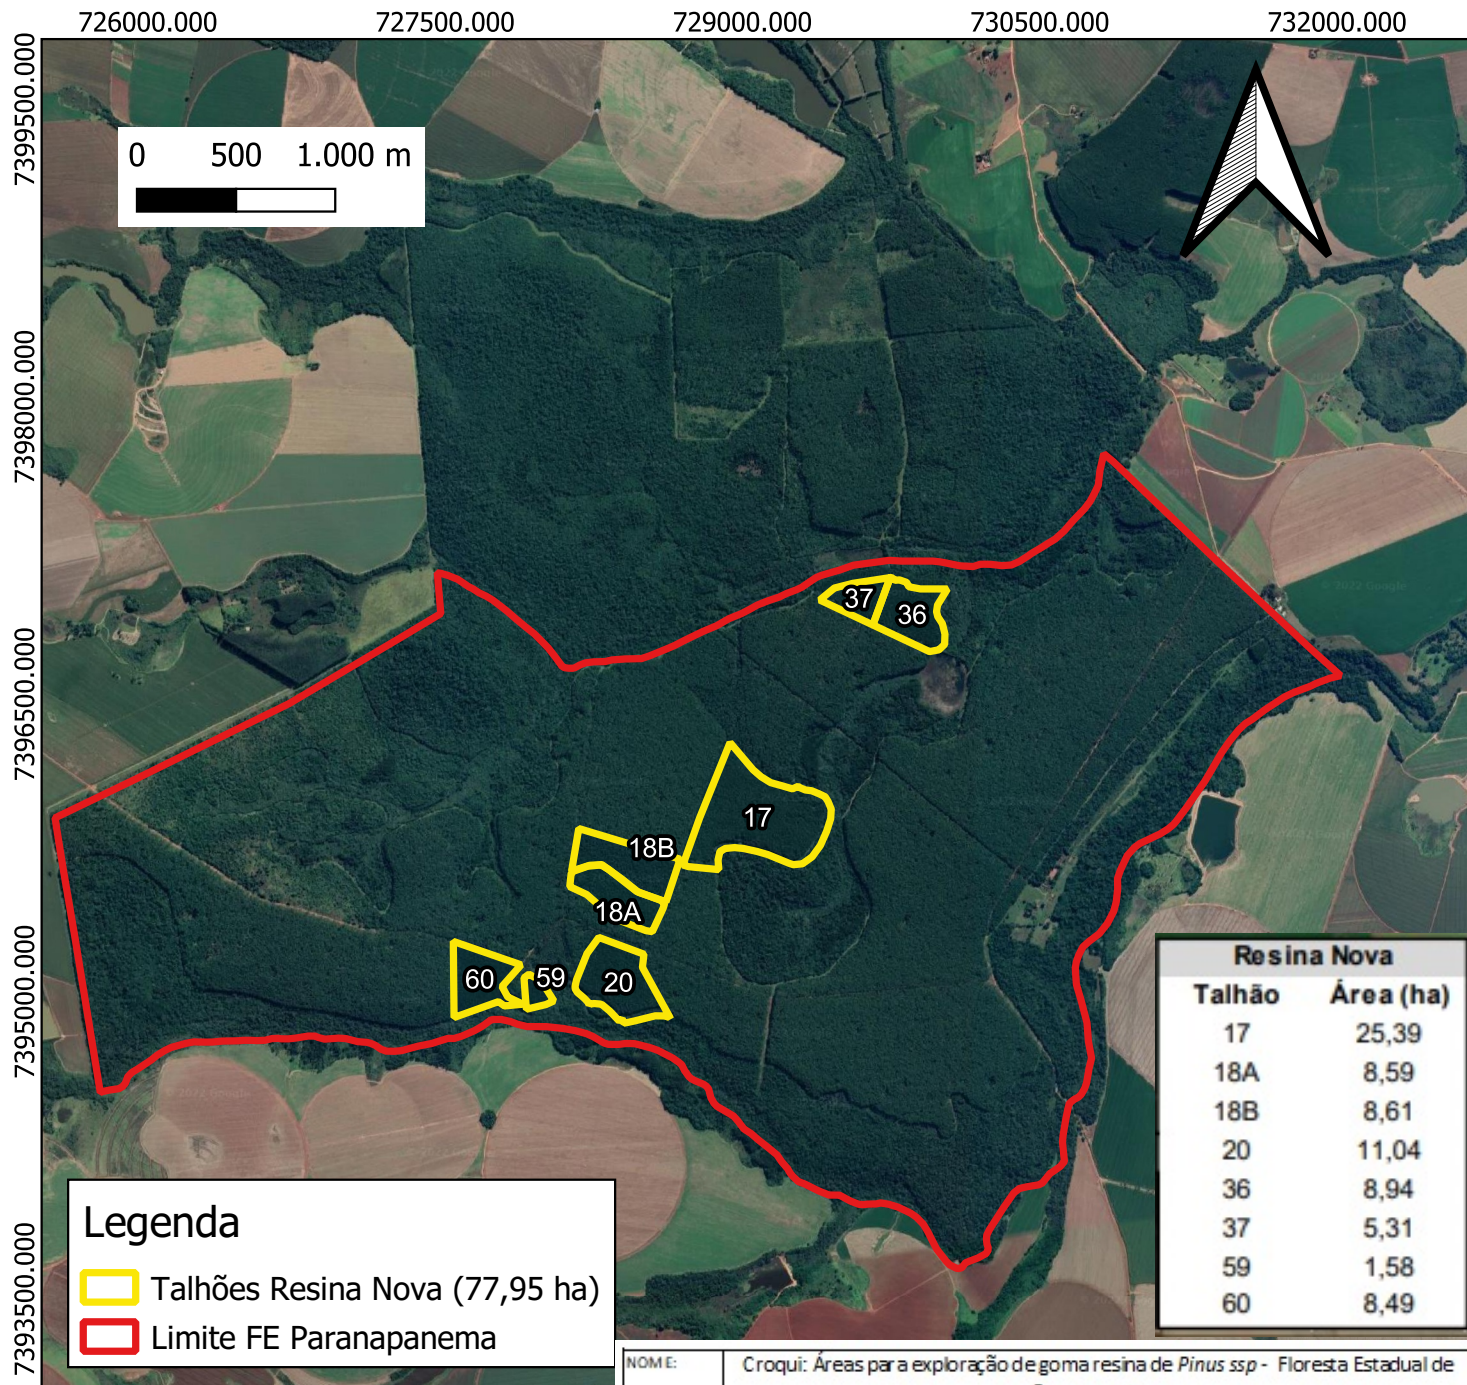 726000.000 727500.000 729000.000 730500.000 732000.000
7399500.000
7398000.000
7396500.000
7395000.000
7393500.000
0 500 1.000 m
© 2022 Google
37
36
17
18B
18A
60
59
20
2022 Google
Resina Nova
Talhão Área (ha)
17 25,39
18A 8,59
18B 8,61
20 11,04
36 8,94
37 5,31
59 1,58
60 8,49
Legenda
Talhões Resina Nova (77,95 ha)
Limite FE Paranapanema
NOME: Croqui: Áreas para exploração de goma resina de Pinus ssp - Floresta Estadual de